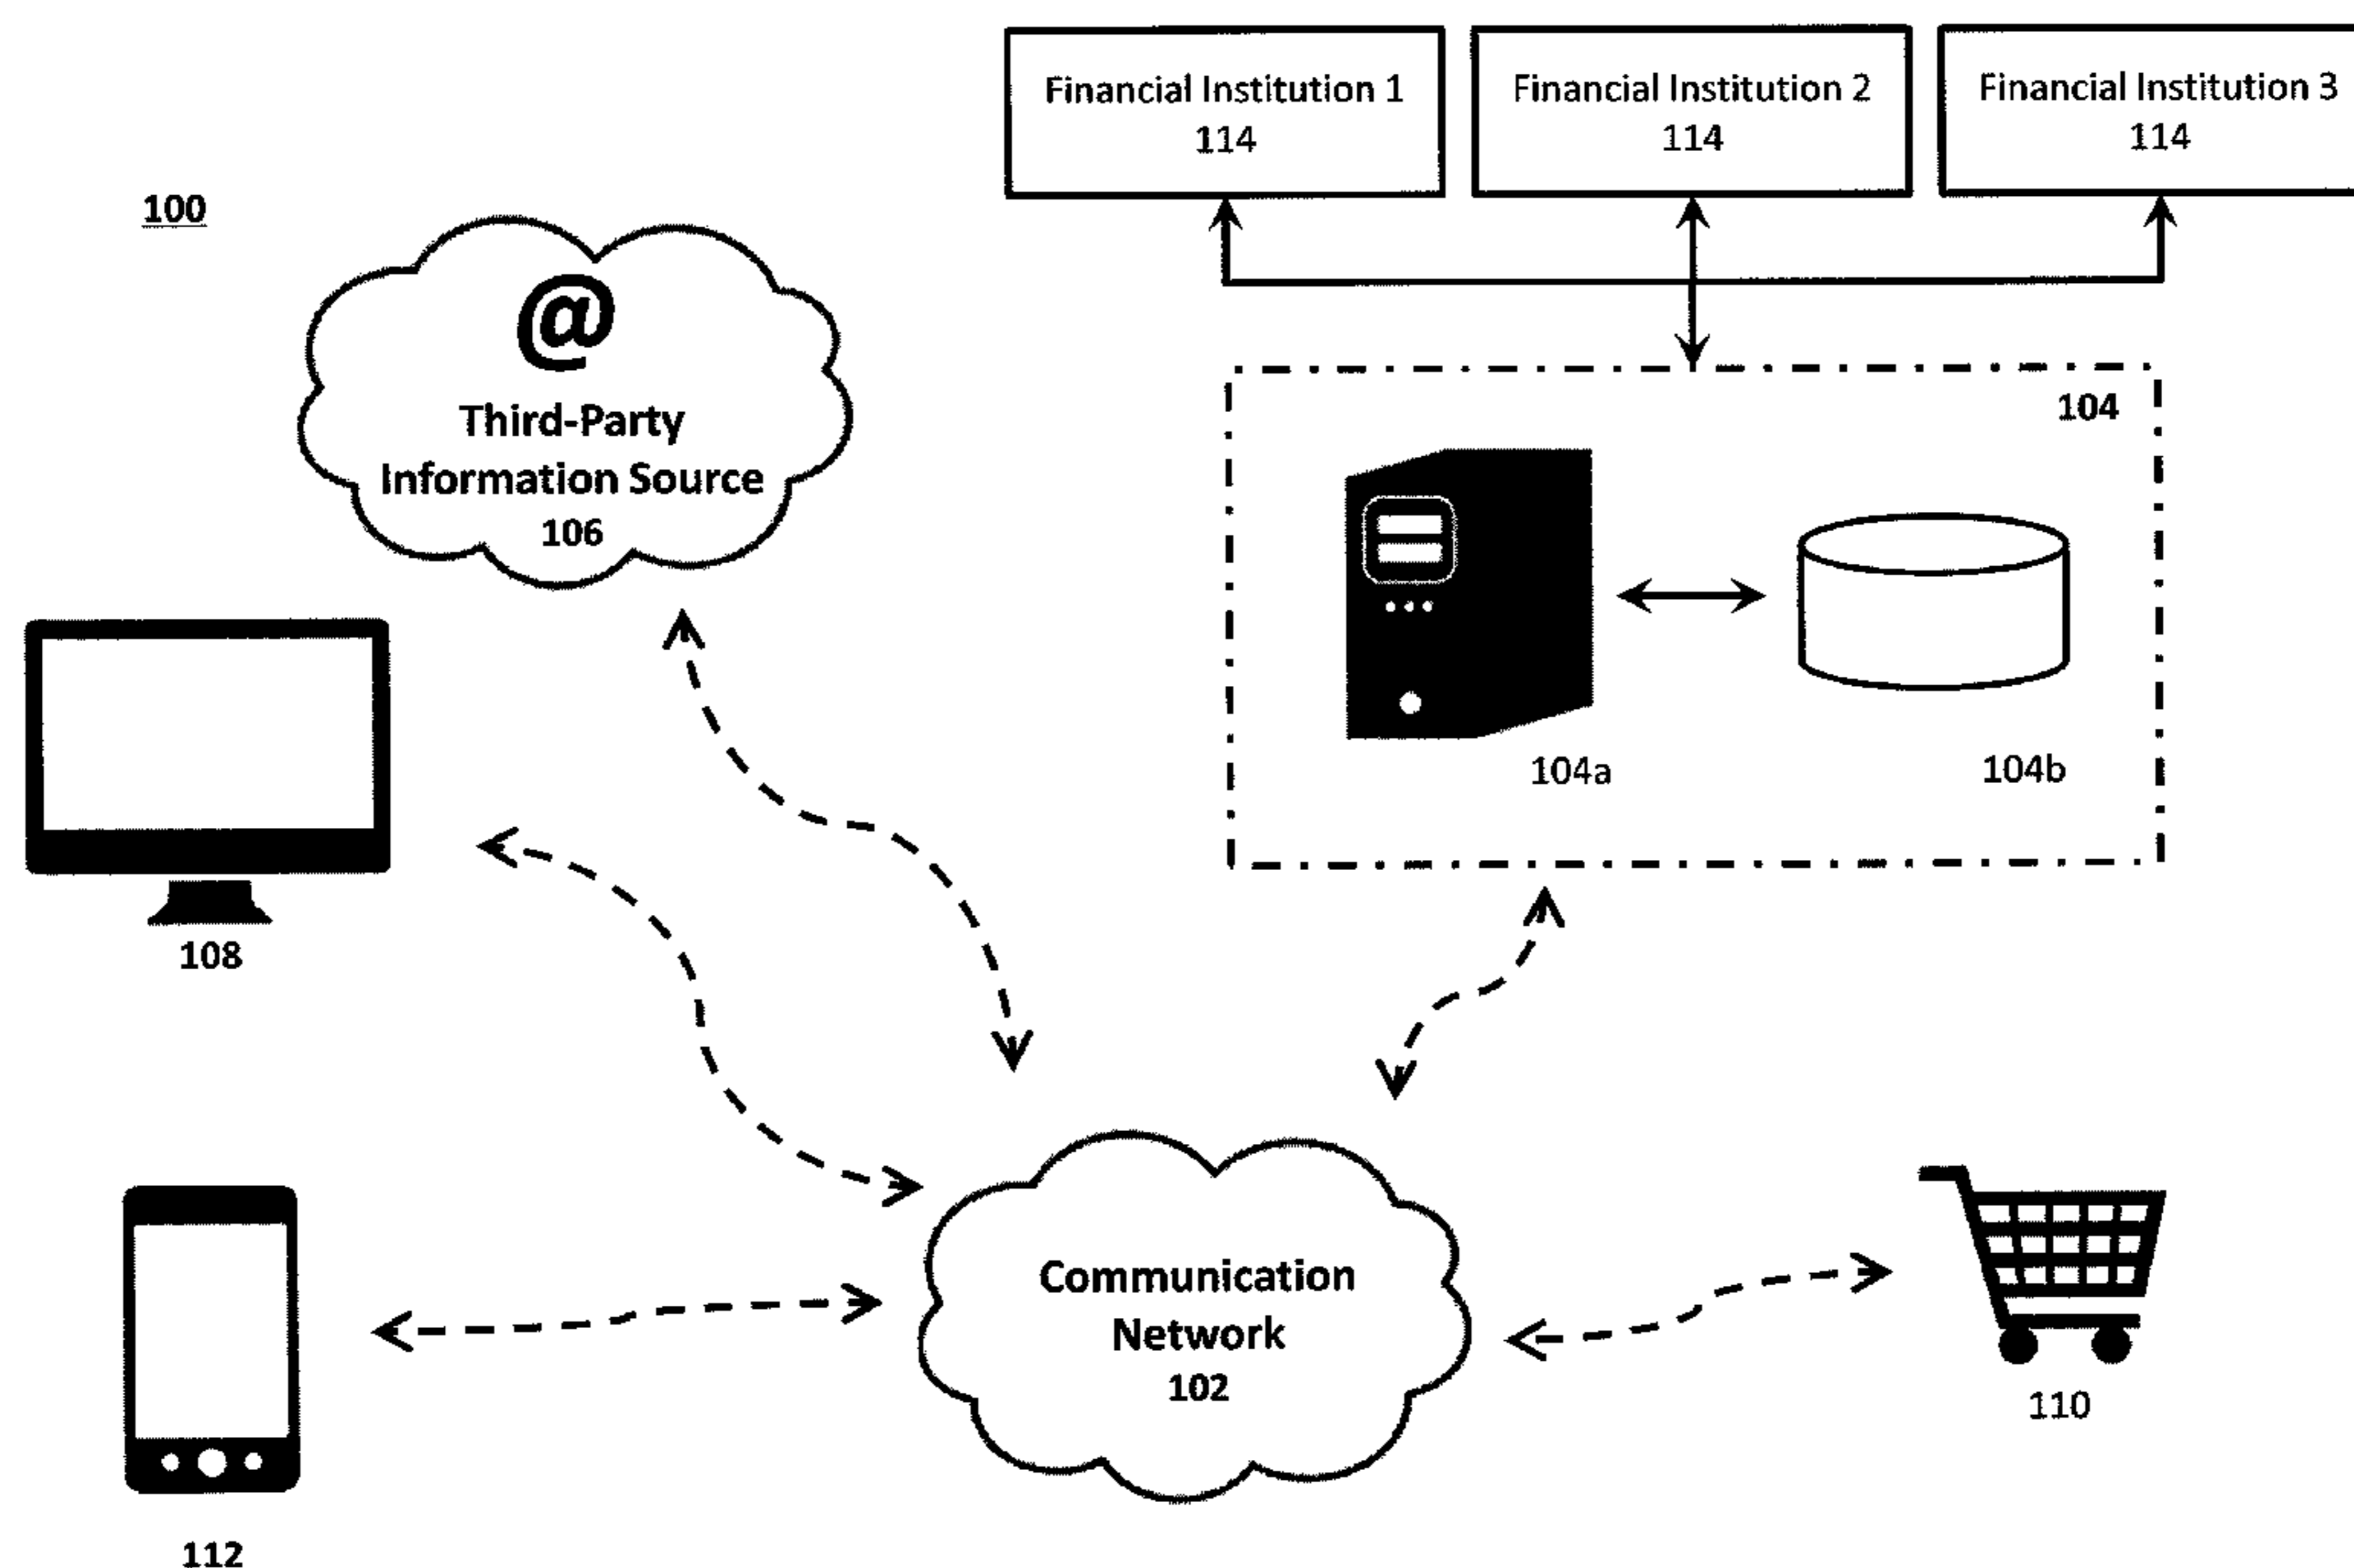 Financial Institution 1
114
Financial Institution 2
114
Financial Institution 3
114
100
@
Third-Party
Information Source
106
104
104a
104b
108
Communication
Network
102
110
112